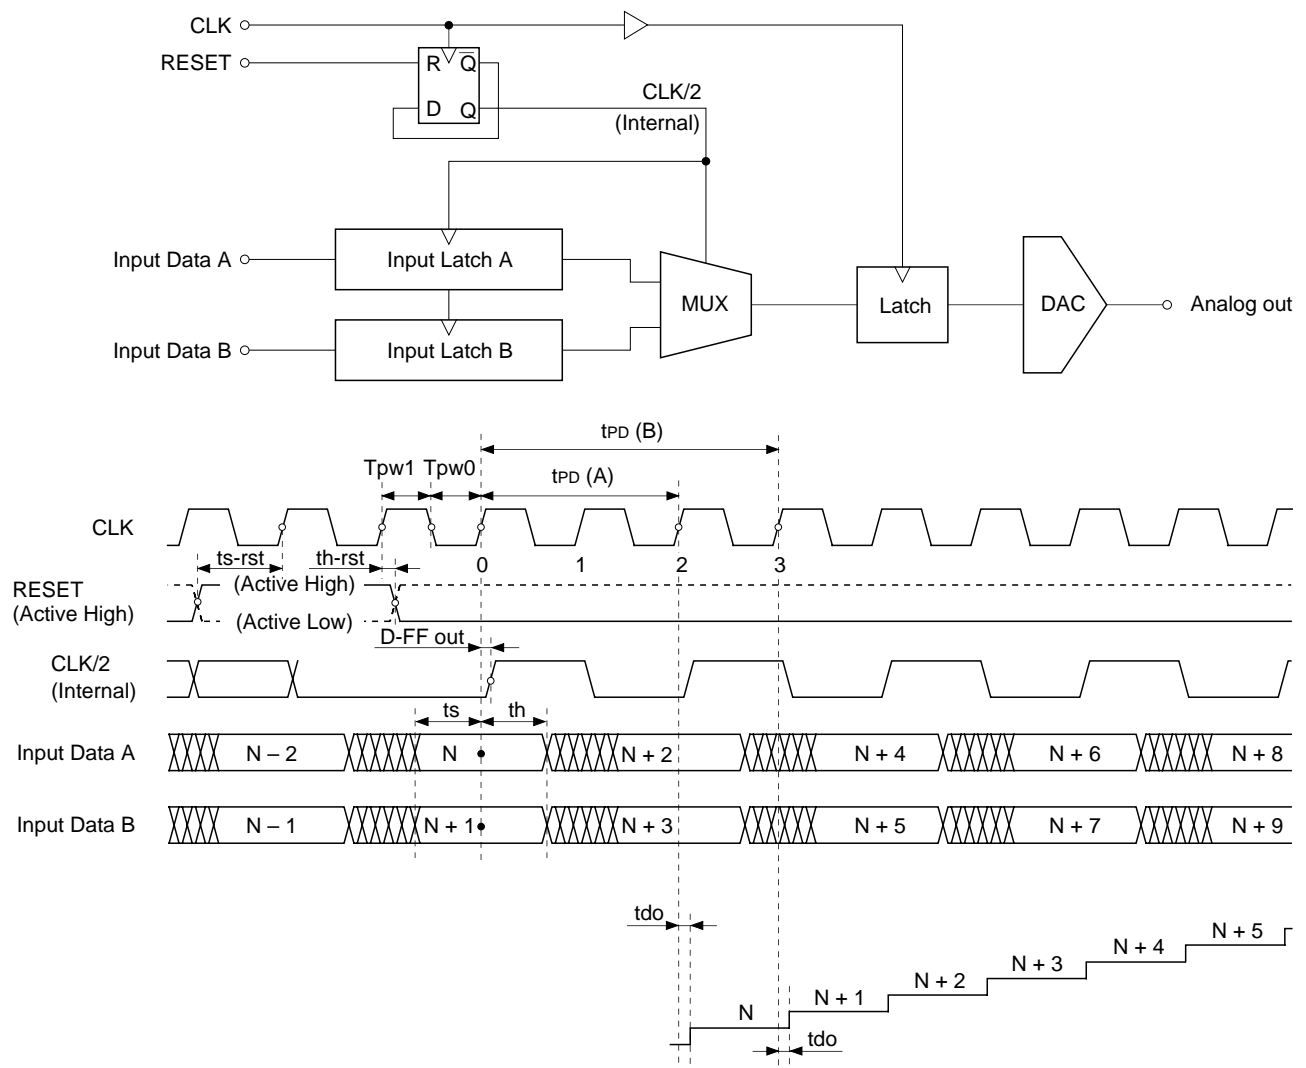 CLK
RESET
R Q
D Q
CLK/2
(Internal)
Input Data A
Input Latch A
MUX
Latch
DAC
Analog out
Input Data B
Input Latch B
tPD (B)
Tpw1
Tpw0
tPD (A)
CLK
ts-rst
th-rst
0
1
2
3
RESET
(Active High)
(Active High)
(Active Low)
D-FF out
CLK/2
(Internal)
ts
th
Input Data A
N – 2
N
N + 2
N + 4
N + 6
N + 8
Input Data B
N – 1
N + 1
N + 3
N + 5
N + 7
N + 9
tdo
N
N + 1
N + 2
N + 3
N + 4
N + 5
tdo